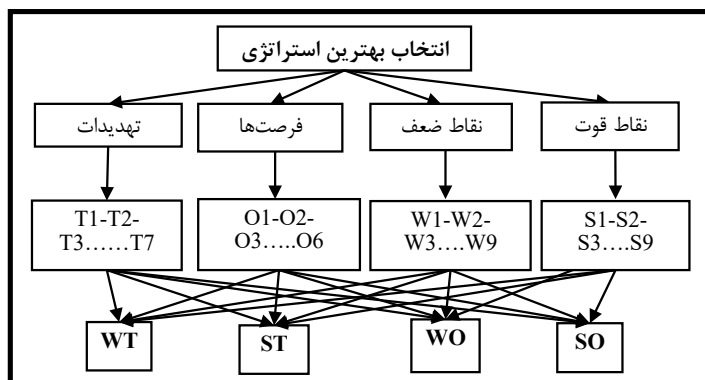 انتخاب بهترین استراتژی
نقاط قوت
نقاط ضعف
فرصت‌ها
تهدیدات
S1-S2-
S3….S9
W1-W2-
W3….W9
O1-O2-
O3…..O6
T1-T2-
T3……T7
SO
WO
ST
WT